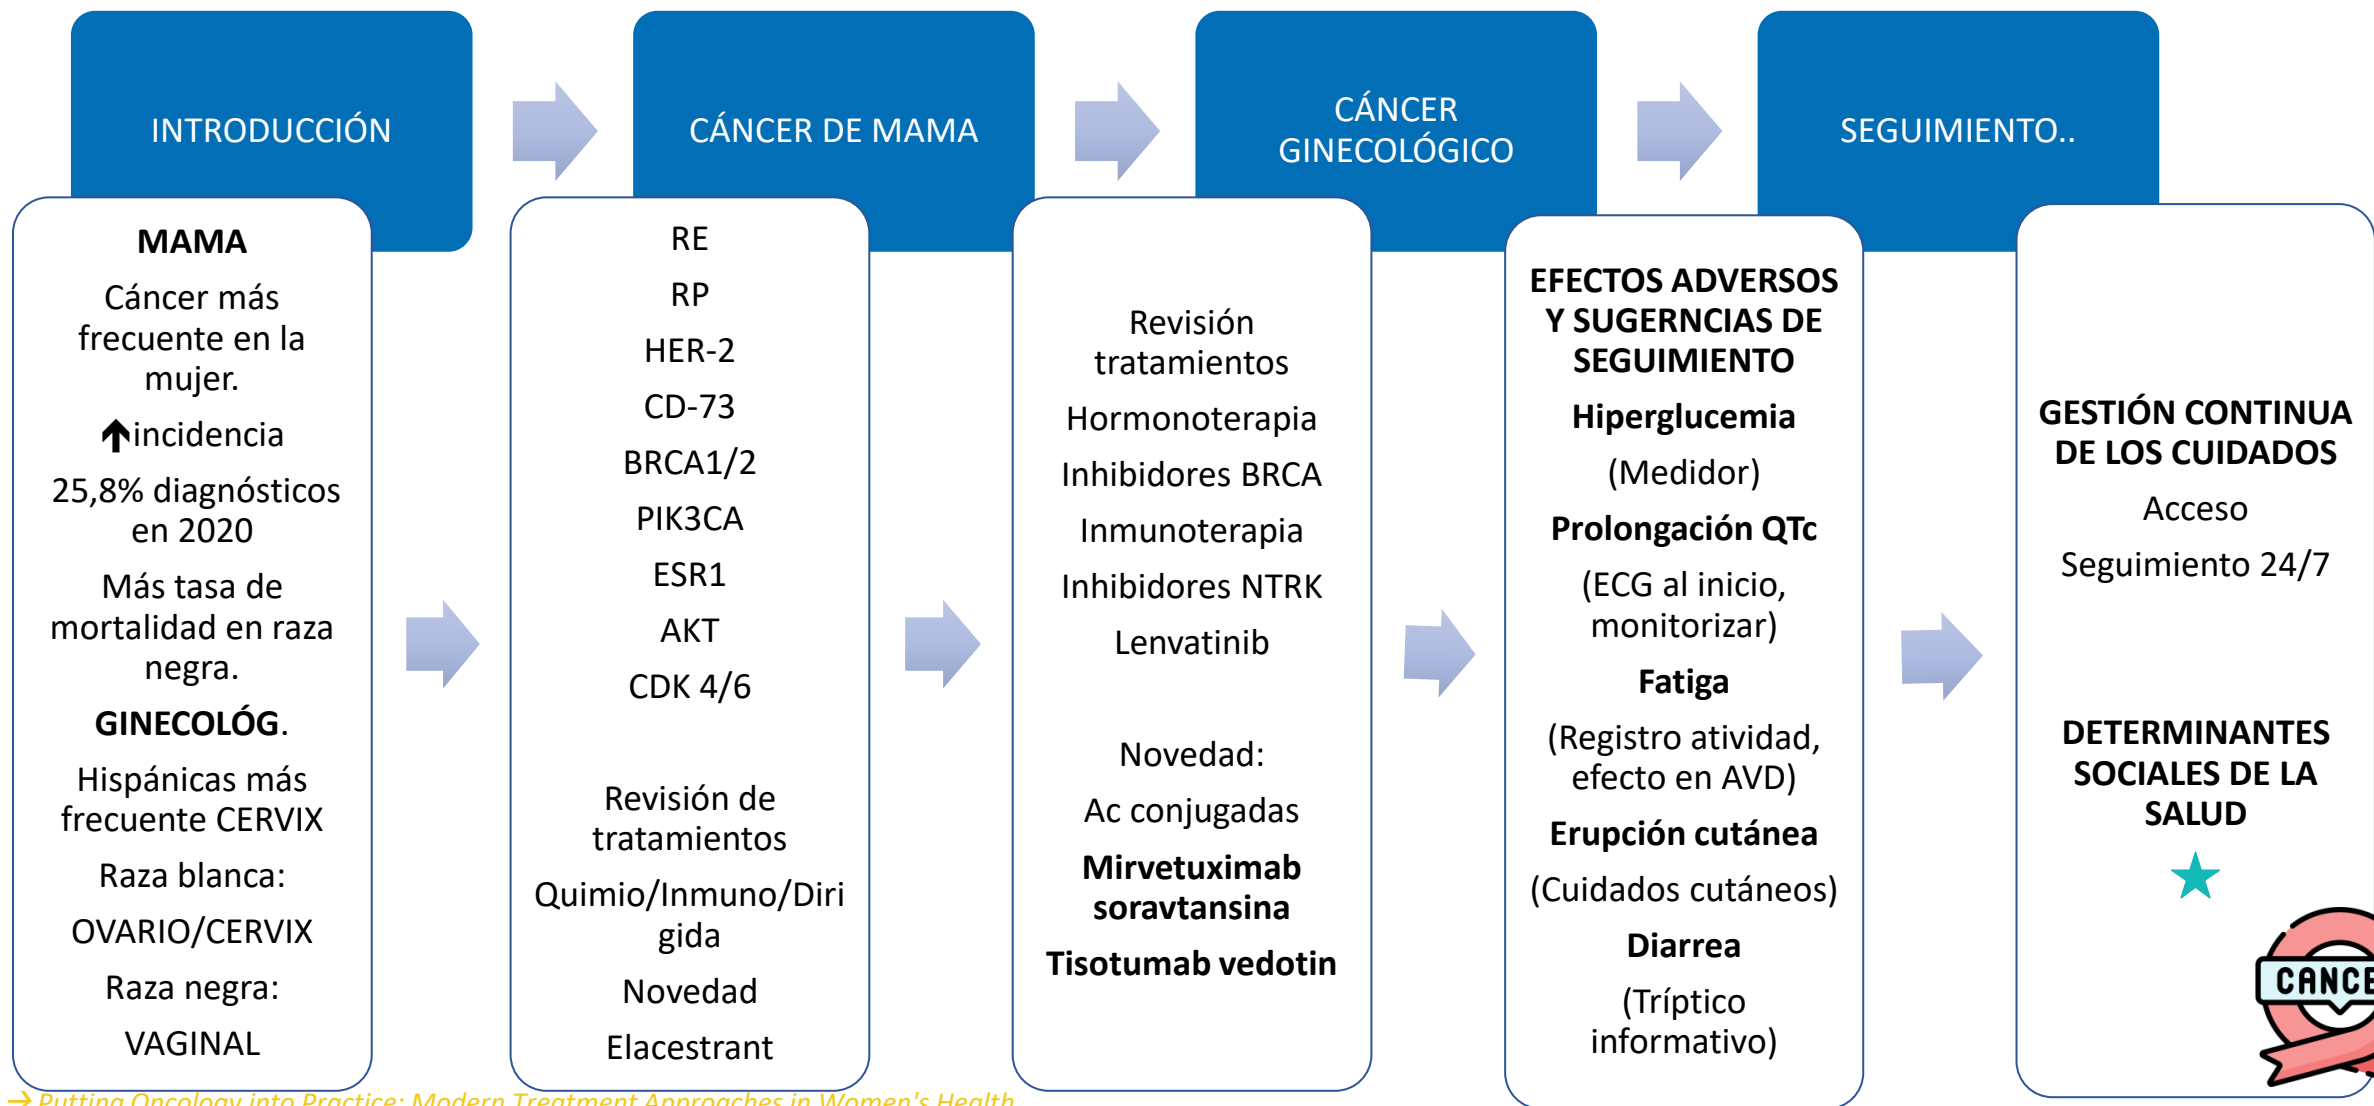 INTRODUCCIÓN
CÁNCER DE MAMA
CÁNCER
GINECOLÓGICO
SEGUIMIENTO..
MAMA
Cáncer más
frecuente en la
mujer.
↑incidencia
25,8% diagnósticos
en 2020
Más tasa de
mortalidad en raza
negra.
GINECOLÓG.
Hispánicas más
frecuente CERVIX
Raza blanca:
OVARIO/CERVIX
Raza negra:
VAGINAL
RE
RP
HER-2
CD-73
BRCA1/2
PIK3CA
ESR1
AKT
CDK 4/6
Revisión de
tratamientos
Quimio/Inmuno/Diri
gida
Novedad
Elacestrant
Revisión
tratamientos
Hormonoterapia
Inhibidores BRCA
Inmunoterapia
Inhibidores NTRK
Lenvatinib
Novedad:
Ac conjugadas
Mirvetuximab
soravtansina
Tisotumab vedotin
EFECTOS ADVERSOS
Y SUGERNCIAS DE
SEGUIMIENTO
Hiperglucemia
(Medidor)
Prolongación QTc
(ECG al inicio,
monitorizar)
Fatiga
(Registro atividad,
efecto en AVD)
Erupción cutánea
(Cuidados cutáneos)
Diarrea
(Tríptico
informativo)
GESTIÓN CONTINUA
DE LOS CUIDADOS
Acceso
Seguimiento 24/7
DETERMINANTES
SOCIALES DE LA
SALUD
CANCE
→ Putting Oncology into Practice: Modern Treatment Approaches in Women's Health